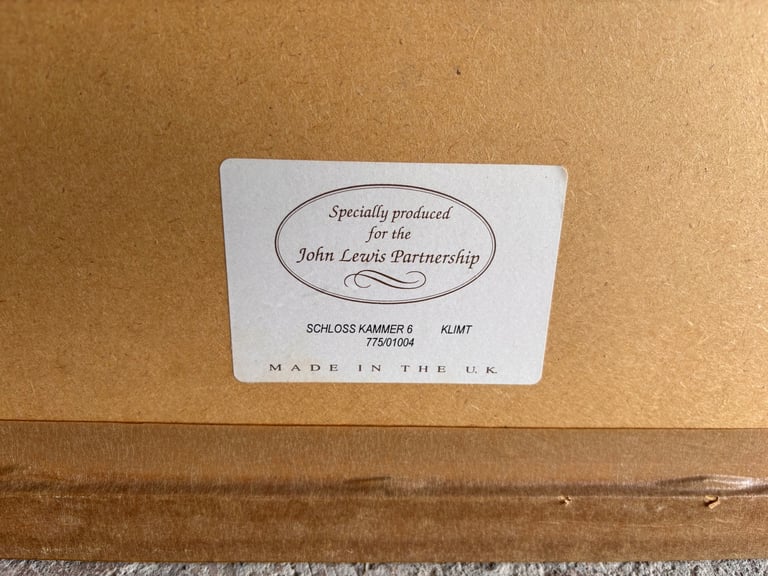 Specially produced
for the
John Lewis Partnership
SCHLOSS KAMMER 6 KLIMT
775/01004
MADE IN THE U.K.